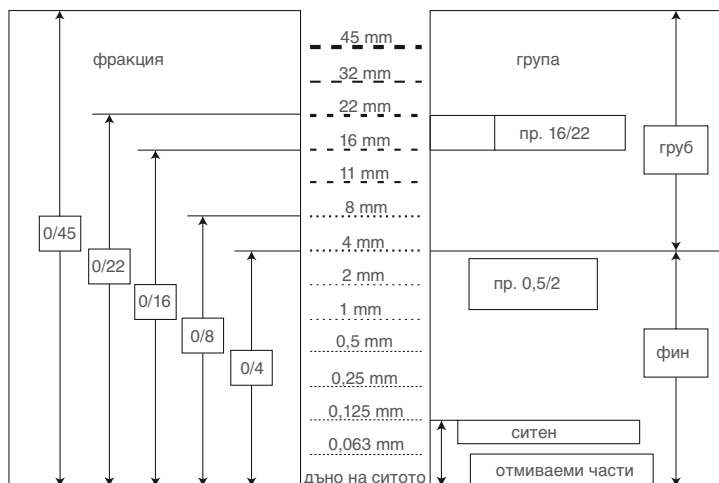 45 mm
фракция
група
32 mm
22 mm
16 mm
пр. 16/22
груб
11 mm
8 mm
0/45
4 mm
0/22
2 mm
пр. 0,5/2
0/16
1 mm
0/8
0,5 mm
фин
0/4
0,25 mm
0,125 mm
ситен
0,063 mm
дъно на ситото
отмиваеми части